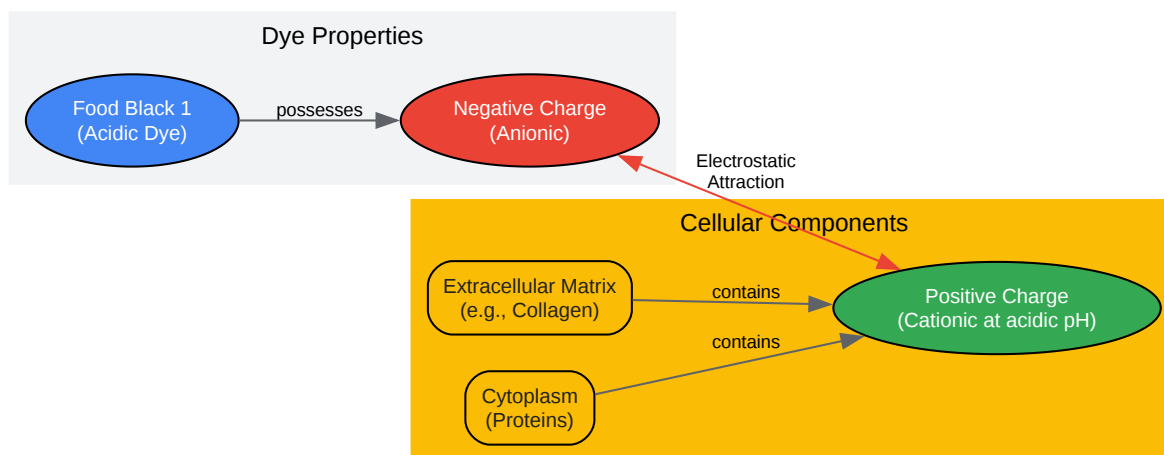 Dye Properties
Food Black 1
(Acidic Dye)
possesses
Negative Charge
(Anionic)
Electrostatic
Attraction
Cellular Components
Extracellular Matrix
(e.g., Collagen)
contains
Positive Charge
(Cationic at acidic pH)
contains
Cytoplasm
(Proteins)